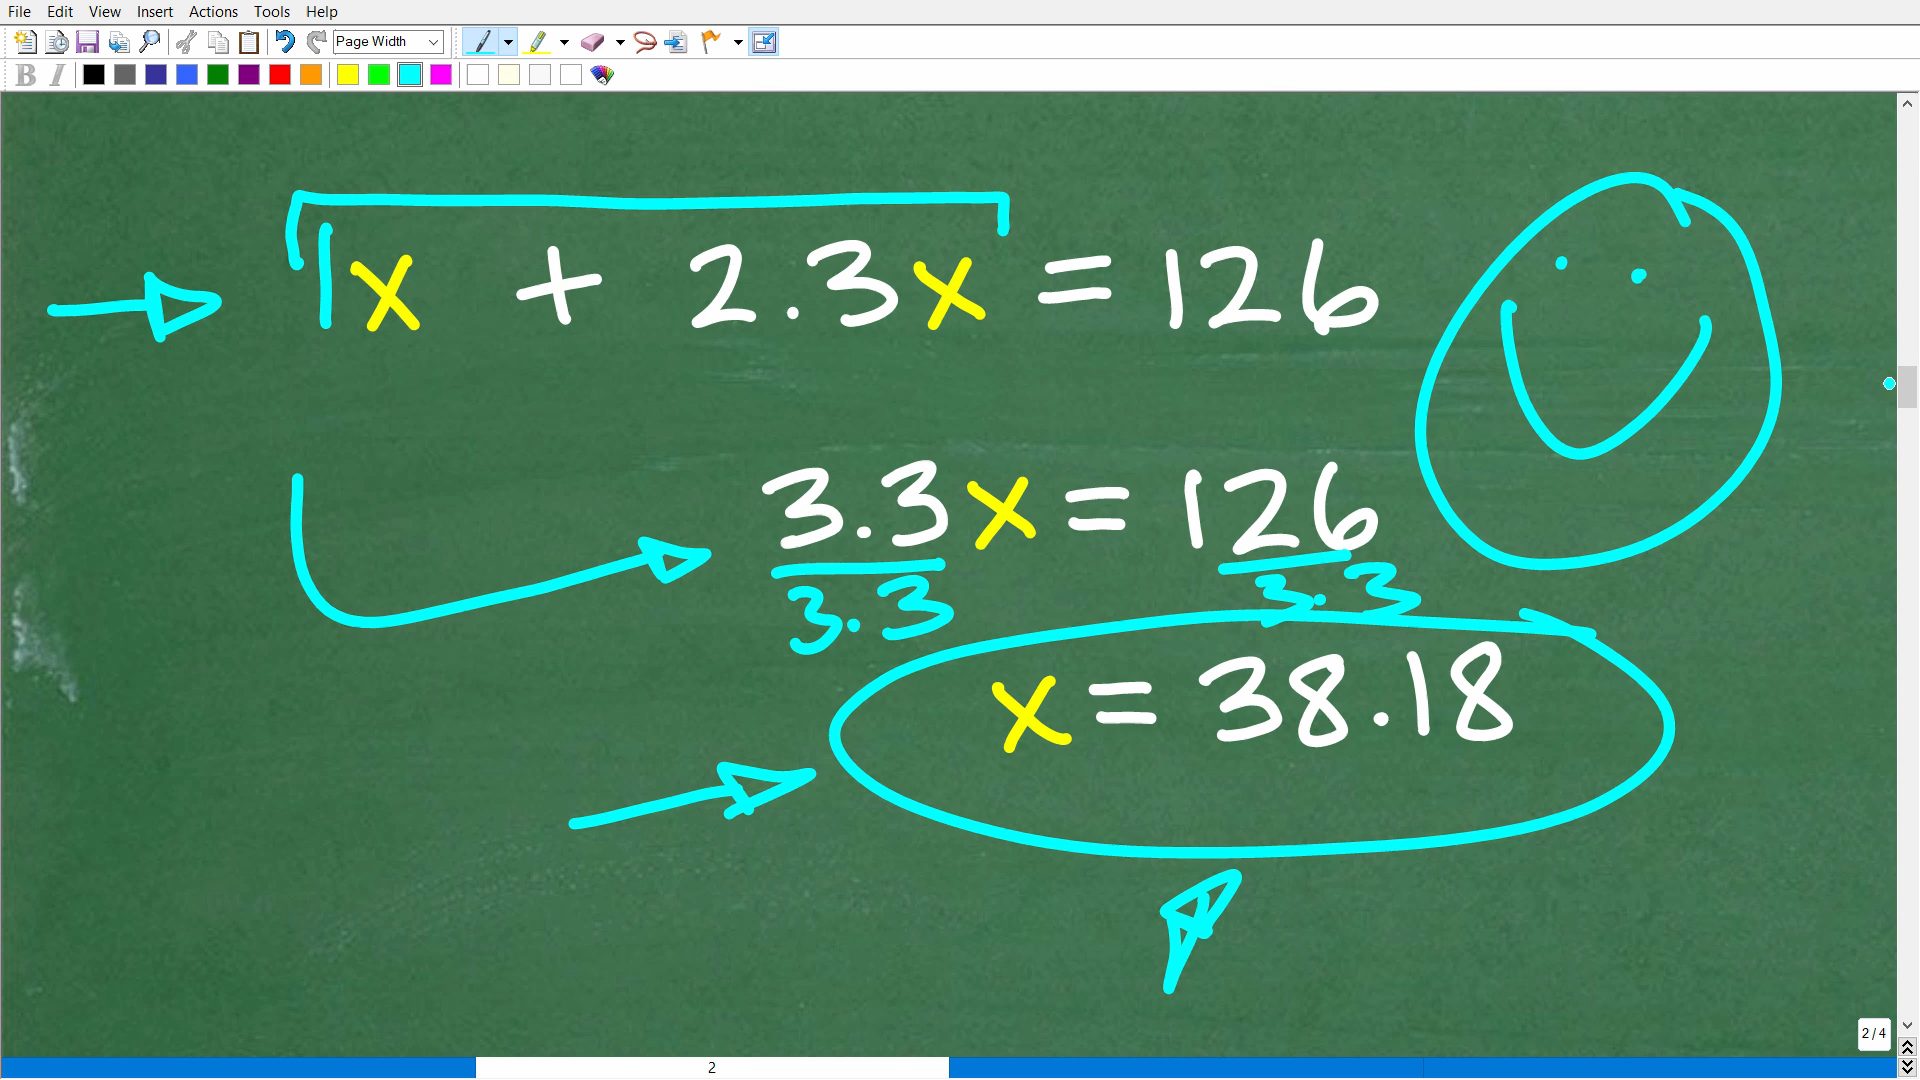 File Edit View Insert Actions Tools Help
Page Width
B I
1x + 2.3x = 126
3.3x = 126
3.3 3.3
x = 38.18
2 / 4
2